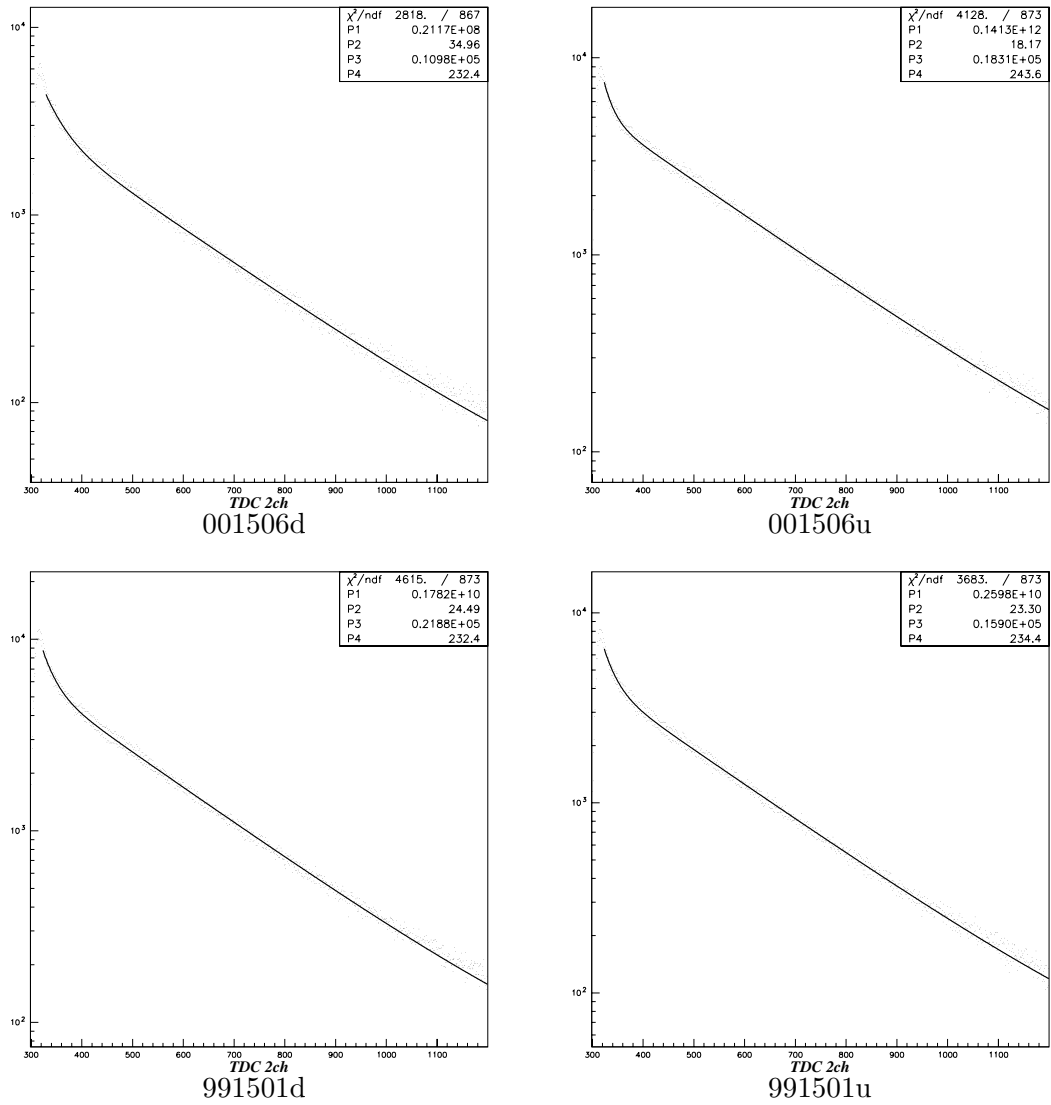 χ²/ndf 2818. / 867
P1 0.2117E+08
P2 34.96
P3 0.1098E+05
P4 232.4
10⁴
10³
10²
300 400 500 600 700 800 900 1000 1100
TDC 2ch
001506d
χ²/ndf 4128. / 873
P1 0.1413E+12
P2 18.17
P3 0.1831E+05
P4 243.6
10⁴
10³
10²
300 400 500 600 700 800 900 1000 1100
TDC 2ch
001506u
χ²/ndf 4615. / 873
P1 0.1782E+10
P2 24.49
P3 0.2188E+05
P4 232.4
10⁴
10³
10²
300 400 500 600 700 800 900 1000 1100
TDC 2ch
991501d
χ²/ndf 3683. / 873
P1 0.2598E+10
P2 23.30
P3 0.1590E+05
P4 234.4
10⁴
10³
10²
300 400 500 600 700 800 900 1000 1100
TDC 2ch
991501u